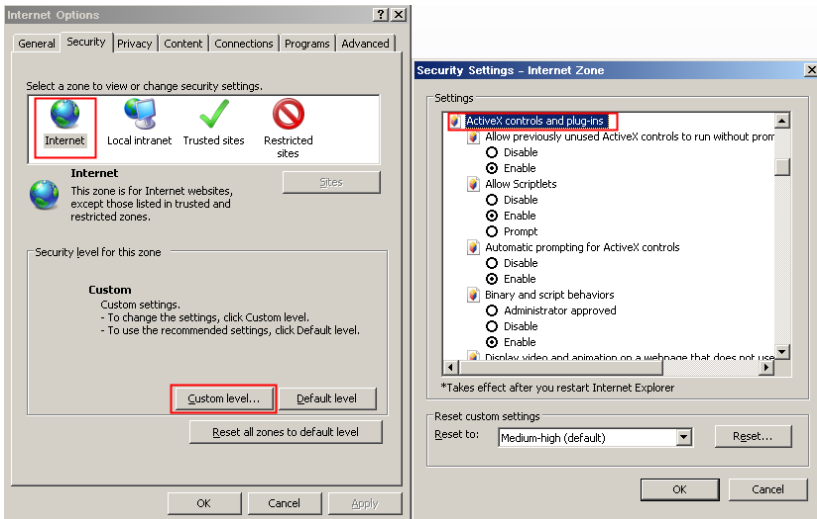 Internet Options
General Security Privacy Content Connections Programs Advanced
Select a zone to view or change security settings.
Internet Local intranet Trusted sites Restricted
sites
Internet
This zone is for Internet websites,
except those listed in trusted and
restricted zones.
Sites
Security level for this zone
Custom
Custom settings.
- To change the settings, click Custom level.
- To use the recommended settings, click Default level.
Custom level... Default level
Reset all zones to default level
OK Cancel Apply
Security Settings - Internet Zone
Settings
ActiveX controls and plug-ins
Allow previously unused ActiveX controls to run without prom
Disable
Enable
Allow Scriptlets
Disable
Enable
Prompt
Automatic prompting for ActiveX controls
Disable
Enable
Binary and script behaviors
Administrator approved
Disable
Enable
Display video and animation on a webpage that does not use
*Takes effect after you restart Internet Explorer
Reset custom settings
Reset to: Medium-high (default) Reset...
OK Cancel